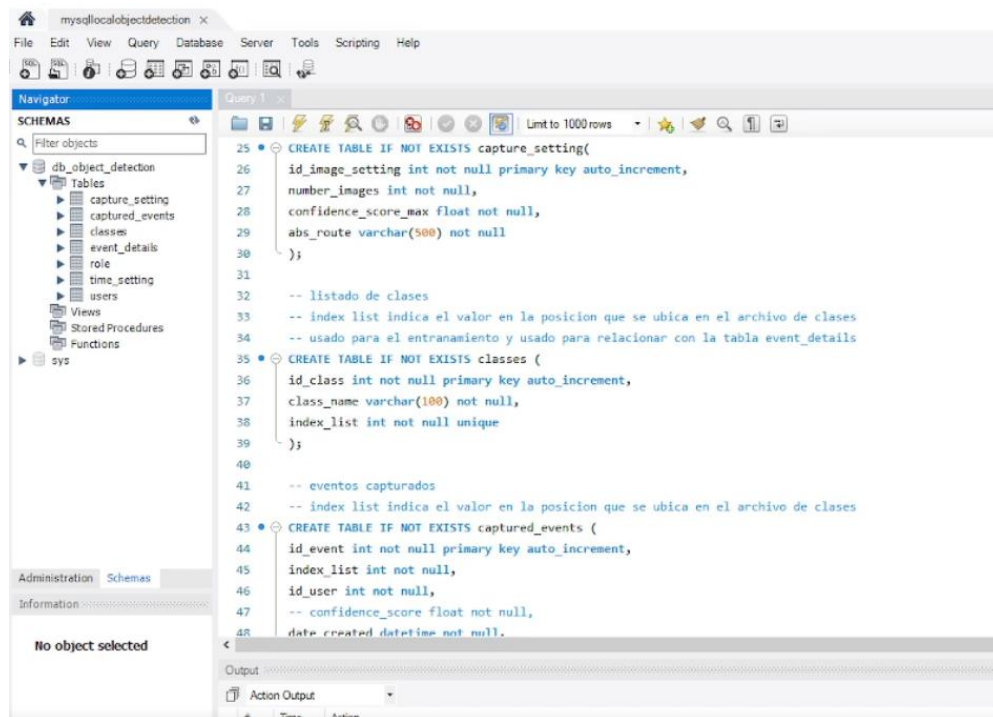 mysqllocalobjectdetection ×
File Edit View Query Database Server Tools Scripting Help
Navigator
SCHEMAS
Filter objects
db_object_detection
Tables
capture_setting
captured_events
classes
event_details
role
time_setting
users
Views
Stored Procedures
Functions
sys
Administration Schemas
Information
No object selected
Query 1 ×
Limit to 1000 rows
25 CREATE TABLE IF NOT EXISTS capture_setting(
26 id_image_setting int not null primary key auto_increment,
27 number_images int not null,
28 confidence_score_max float not null,
29 abs_route varchar(500) not null
30 );
31
32 -- listado de clases
33 -- index list indica el valor en la posicion que se ubica en el archivo de clases
34 -- usado para el entranamiento y usado para relacionar con la tabla event_details
35 CREATE TABLE IF NOT EXISTS classes (
36 id_class int not null primary key auto_increment,
37 class_name varchar(100) not null,
38 index_list int not null unique
39 );
40
41 -- eventos capturados
42 -- index list indica el valor en la posicion que se ubica en el archivo de clases
43 CREATE TABLE IF NOT EXISTS captured_events (
44 id_event int not null primary key auto_increment,
45 index_list int not null,
46 id_user int not null,
47 -- confidence_score float not null,
48 date_created datetime not null,
Output
Action Output
# Time Action